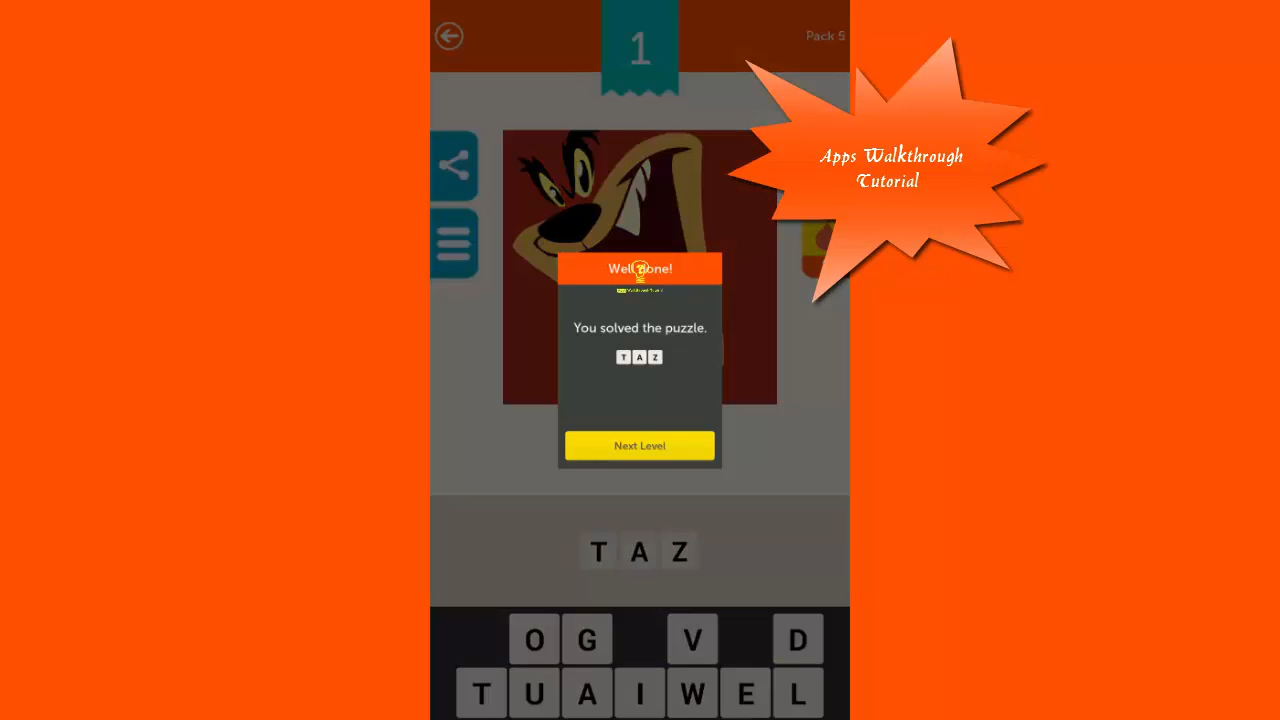 1
Pack 5
Apps Walkthrough
Tutorial
Well done!
You solved the puzzle.
T A Z
Next Level
T A Z
O G V D
T U A I W E L